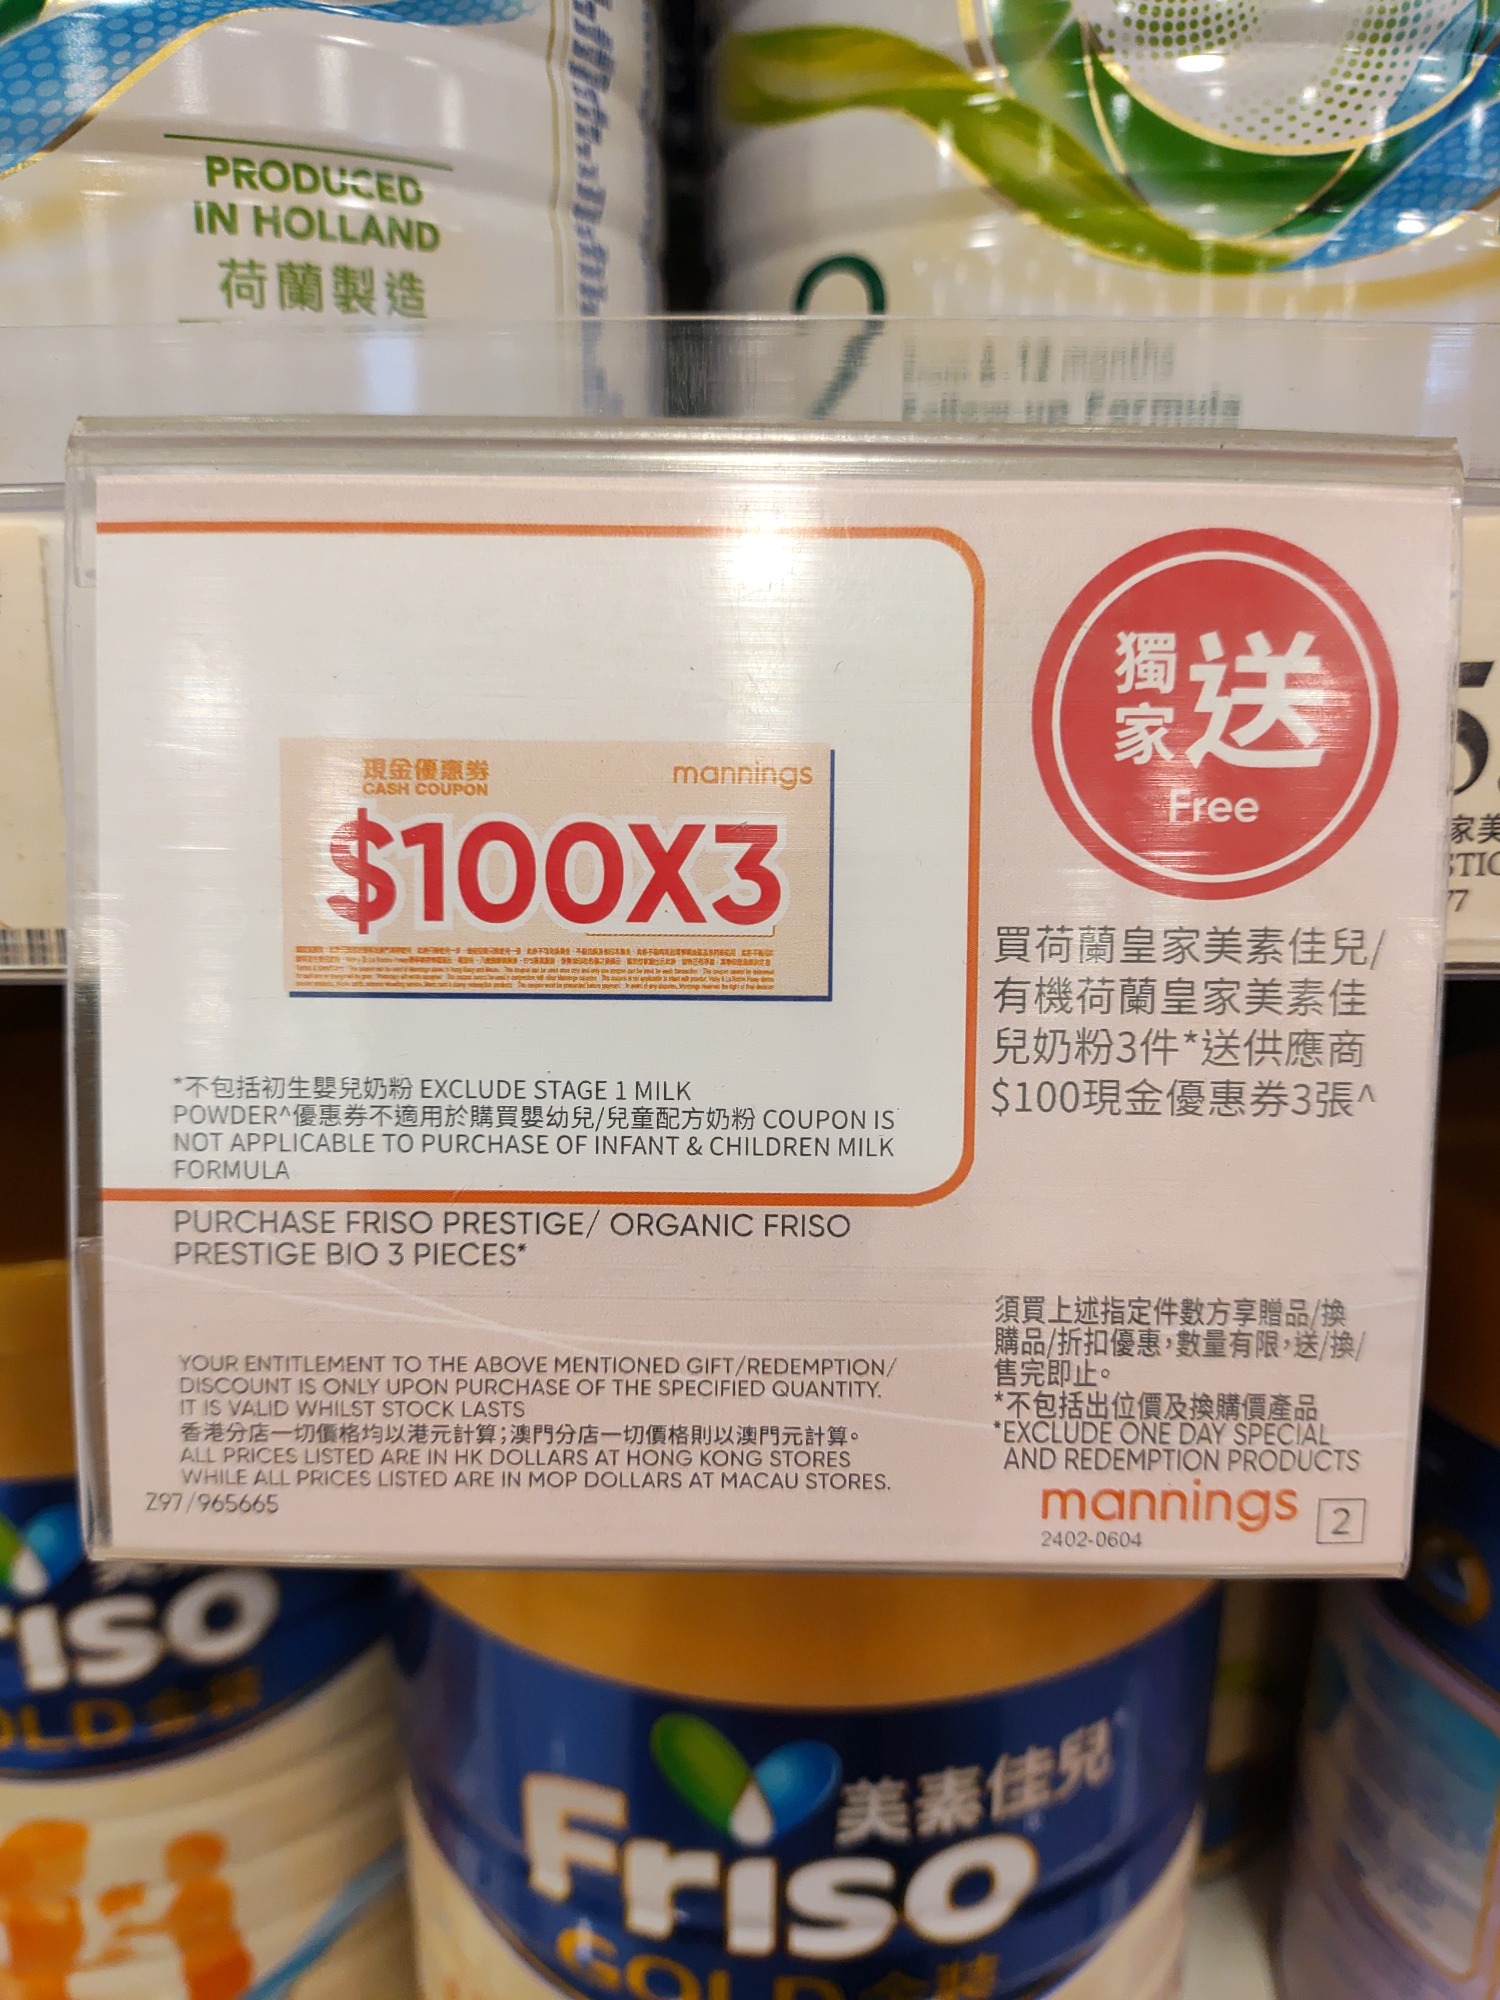 PRODUCED
IN HOLLAND
荷蘭製造
2
months
獨家
送
Free
現金優惠券
CASH COUPON
mannings
$100X3
買荷蘭皇家美素佳兒/
有機荷蘭皇家美素佳
兒奶粉3件*送供應商
$100現金優惠券3張^
*不包括初生嬰兒奶粉 EXCLUDE STAGE 1 MILK
POWDER^優惠券不適用於購買嬰幼兒/兒童配方奶粉 COUPON IS
NOT APPLICABLE TO PURCHASE OF INFANT & CHILDREN MILK
FORMULA
PURCHASE FRISO PRESTIGE/ ORGANIC FRISO
PRESTIGE BIO 3 PIECES*
須買上述指定件數方享贈品/換
購品/折扣優惠,數量有限,送/換/
售完即止。
*不包括出位價及換購價產品
*EXCLUDE ONE DAY SPECIAL
AND REDEMPTION PRODUCTS
YOUR ENTITLEMENT TO THE ABOVE MENTIONED GIFT/REDEMPTION/
DISCOUNT IS ONLY UPON PURCHASE OF THE SPECIFIED QUANTITY.
IT IS VALID WHILST STOCK LASTS
香港分店一切價格均以港元計算;澳門分店一切價格則以澳門元計算。
ALL PRICES LISTED ARE IN HK DOLLARS AT HONG KONG STORES
WHILE ALL PRICES LISTED ARE IN MOP DOLLARS AT MACAU STORES.
Z97/965665
mannings
2
2402-0604
美素佳兒
Friso
GOLD